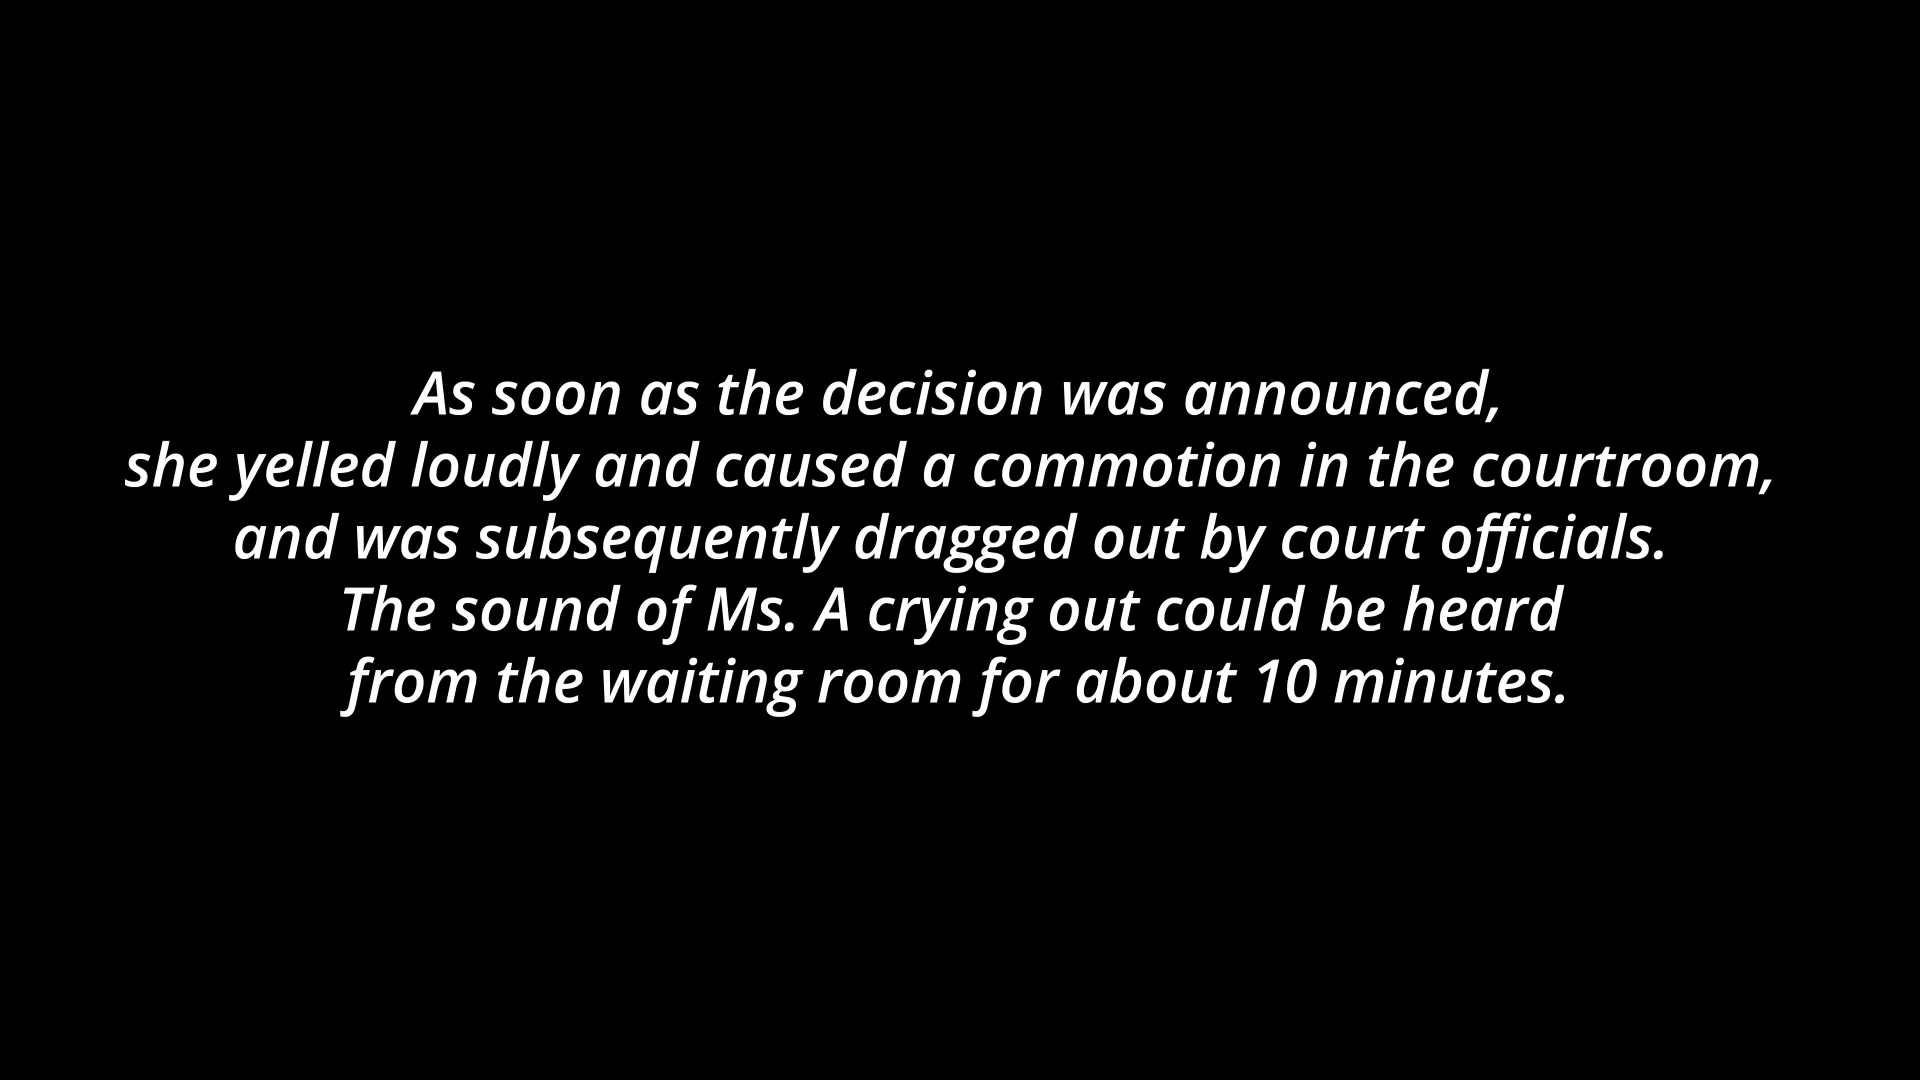 As soon as the decision was announced,
she yelled loudly and caused a commotion in the courtroom,
and was subsequently dragged out by court officials.
The sound of Ms. A crying out could be heard
from the waiting room for about 10 minutes.